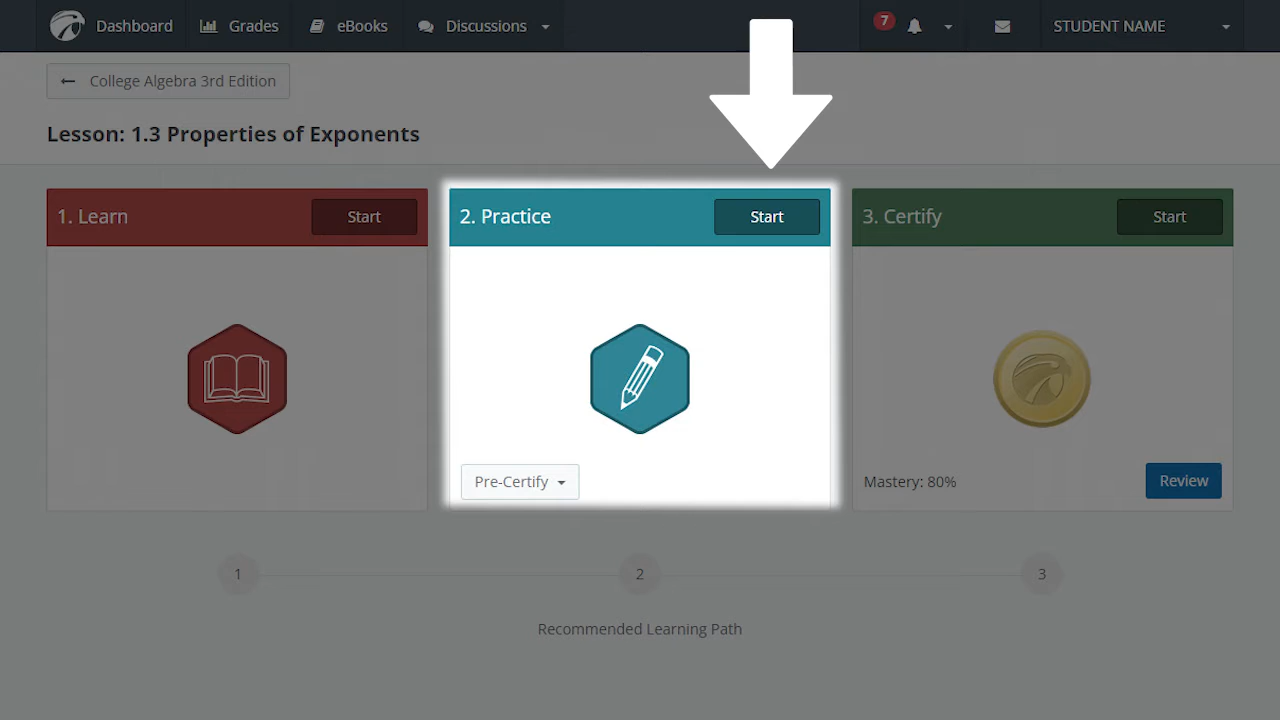 Dashboard Grades eBooks Discussions 7 STUDENT NAME
College Algebra 3rd Edition
Lesson: 1.3 Properties of Exponents
1. Learn Start 2. Practice Start 3. Certify Start
Pre-Certify Mastery: 80% Review
1 2 3
Recommended Learning Path